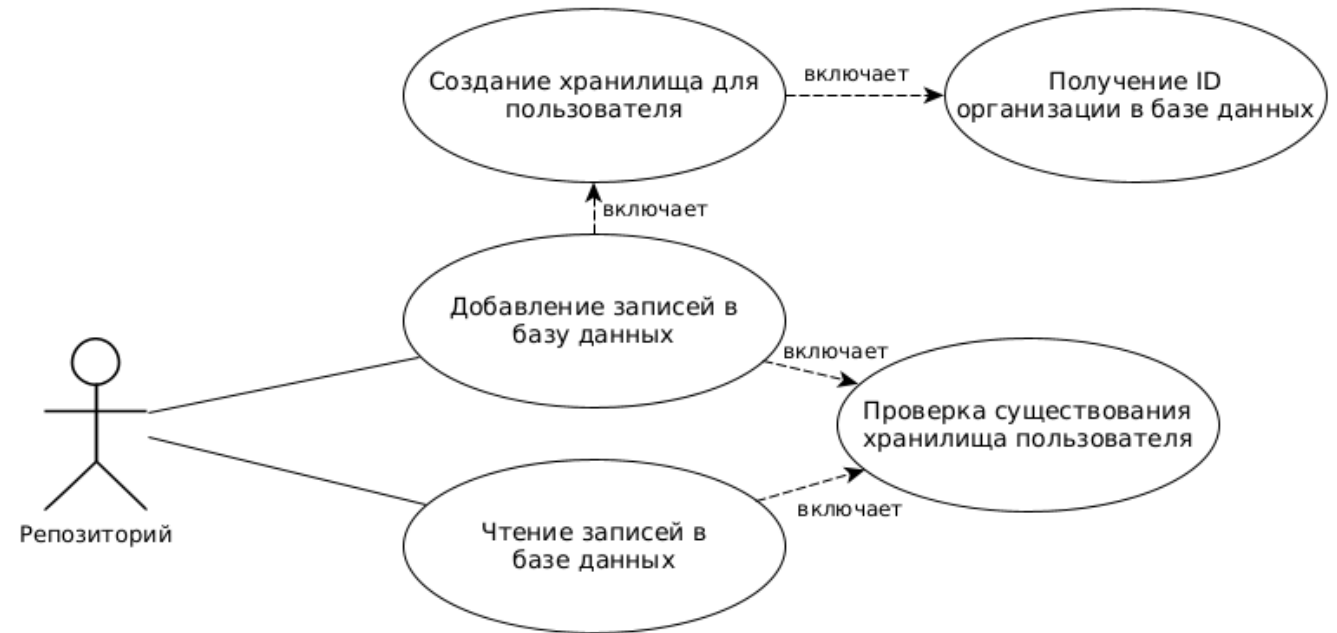 Создание хранилища для
пользователя
включает
Получение ID
организации в базе данных
включает
Добавление записей в
базу данных
включает
Проверка существования
хранилища пользователя
Чтение записей в
базе данных
включает
Репозиторий